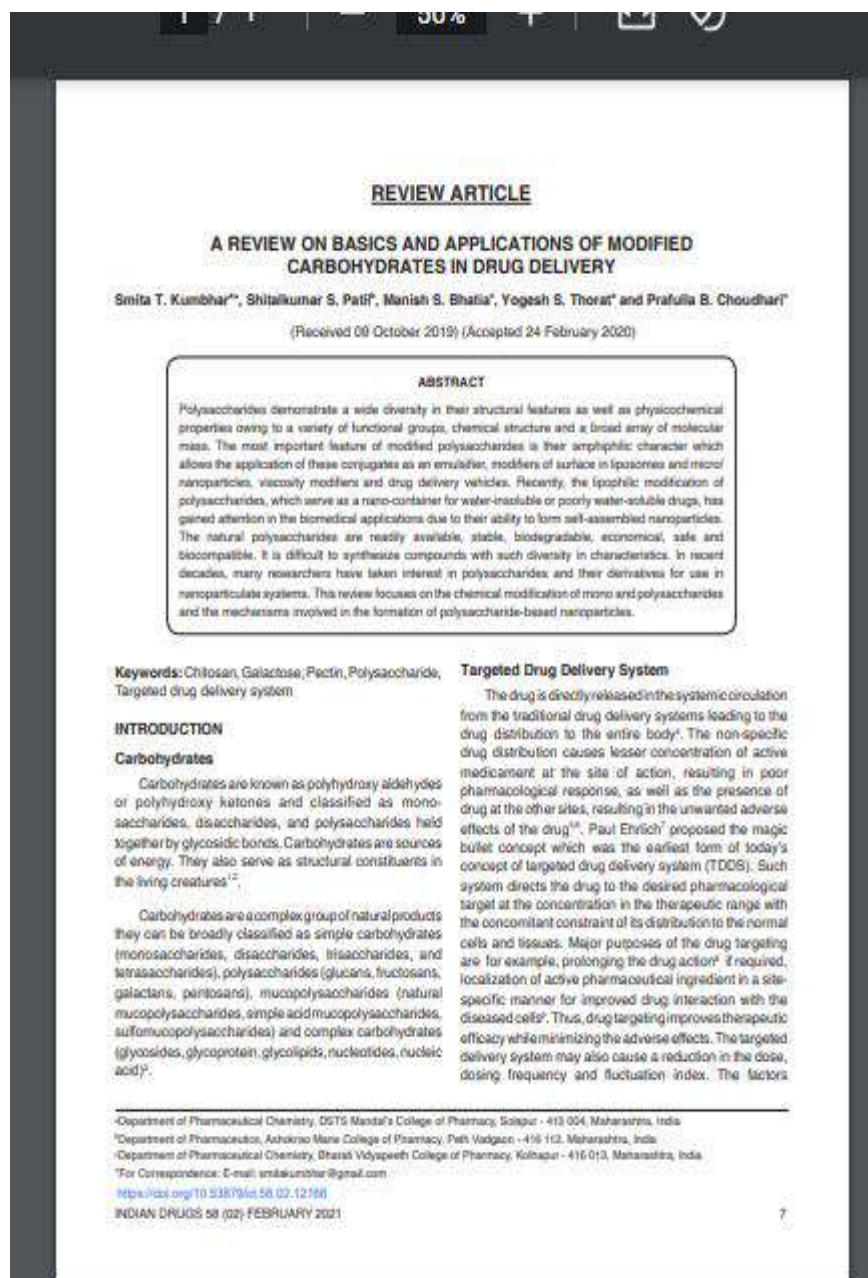 1 / 1 — 50% +
REVIEW ARTICLE
A REVIEW ON BASICS AND APPLICATIONS OF MODIFIED
CARBOHYDRATES IN DRUG DELIVERY
Smita T. Kumbhar, Shitalkumar S. Patil, Manish S. Bhatia, Yogesh S. Thorat and Prafulla B. Choudhari
(Received 09 October 2019) (Accepted 24 February 2020)
ABSTRACT
Polysaccharides demonstrate a wide diversity in their structural features as well as physicochemical
properties owing to a variety of functional groups, chemical structure and a broad array of molecular
mass. The most important feature of modified polysaccharides is their amphiphilic character which
allows the application of these conjugates as an emulsifier, modifiers of surface in liposomes and micro/
nanoparticles, viscosity modifiers and drug delivery vehicles. Recently, the lipophilic modification of
polysaccharides, which serve as a nano-container for water-insoluble or poorly water-soluble drugs, has
gained attention in the biomedical applications due to their ability to form self-assembled nanoparticles.
The natural polysaccharides are readily available, stable, biodegradable, economical, safe and
biocompatible. It is difficult to synthesize compounds with such diversity in characteristics. In recent
decades, many researchers have taken interest in polysaccharides and their derivatives for use in
nanoparticulate systems. This review focuses on the chemical modification of mono and polysaccharides
and the mechanisms involved in the formation of polysaccharide-based nanoparticles.
Keywords: Chitosan, Galactose, Pectin, Polysaccharide,
Targeted drug delivery system
INTRODUCTION
Carbohydrates
Carbohydrates are known as polyhydroxy aldehydes
or polyhydroxy ketones and classified as mono-
saccharides, disaccharides, and polysaccharides held
together by glycosidic bonds. Carbohydrates are sources
of energy. They also serve as structural constituents in
the living creatures1,2.
Carbohydrates are a complex group of natural products
they can be broadly classified as simple carbohydrates
(monosaccharides, disaccharides, trisaccharides, and
tetrasaccharides), polysaccharides (glucans, fructosans,
galactans, pentosans), mucopolysaccharides (natural
mucopolysaccharides, simple acid mucopolysaccharides,
sulfomucopolysaccharides) and complex carbohydrates
(glycosides, glycoprotein, glycolipids, nucleotides, nucleic
acid)3.
Targeted Drug Delivery System
The drug is directly released in the systemic circulation
from the traditional drug delivery systems leading to the
drug distribution to the entire body4. The non-specific
drug distribution causes lesser concentration of active
medicament at the site of action, resulting in poor
pharmacological response, as well as the presence of
drug at the other sites, resulting in the unwanted adverse
effects of the drug5,6. Paul Ehrlich7 proposed the magic
bullet concept which was the earliest form of today's
concept of targeted drug delivery system (TDDS). Such
system directs the drug to the desired pharmacological
target at the concentration in the therapeutic range with
the concomitant constraint of its distribution to the normal
cells and tissues. Major purposes of the drug targeting
are for example, prolonging the drug action8 if required,
localization of active pharmaceutical ingredient in a site-
specific manner for improved drug interaction with the
diseased cells9. Thus, drug targeting improves therapeutic
efficacy while minimizing the adverse effects. The targeted
delivery system may also cause a reduction in the dose,
dosing frequency and fluctuation index. The factors
Department of Pharmaceutical Chemistry, DSTS Mandal's College of Pharmacy, Solapur - 413 004, Maharashtra, India
bDepartment of Pharmaceutics, Ashokrao Mane College of Pharmacy, Peth Vadgaon - 416 112, Maharashtra, India
Department of Pharmaceutical Chemistry, Bharati Vidyapeeth College of Pharmacy, Kolhapur - 416 013, Maharashtra, India
*For Correspondence: E-mail: smitakumbhar@gmail.com
https://doi.org/10.53879/id.58.02.12168
INDIAN DRUGS 58 (02) FEBRUARY 2021
7